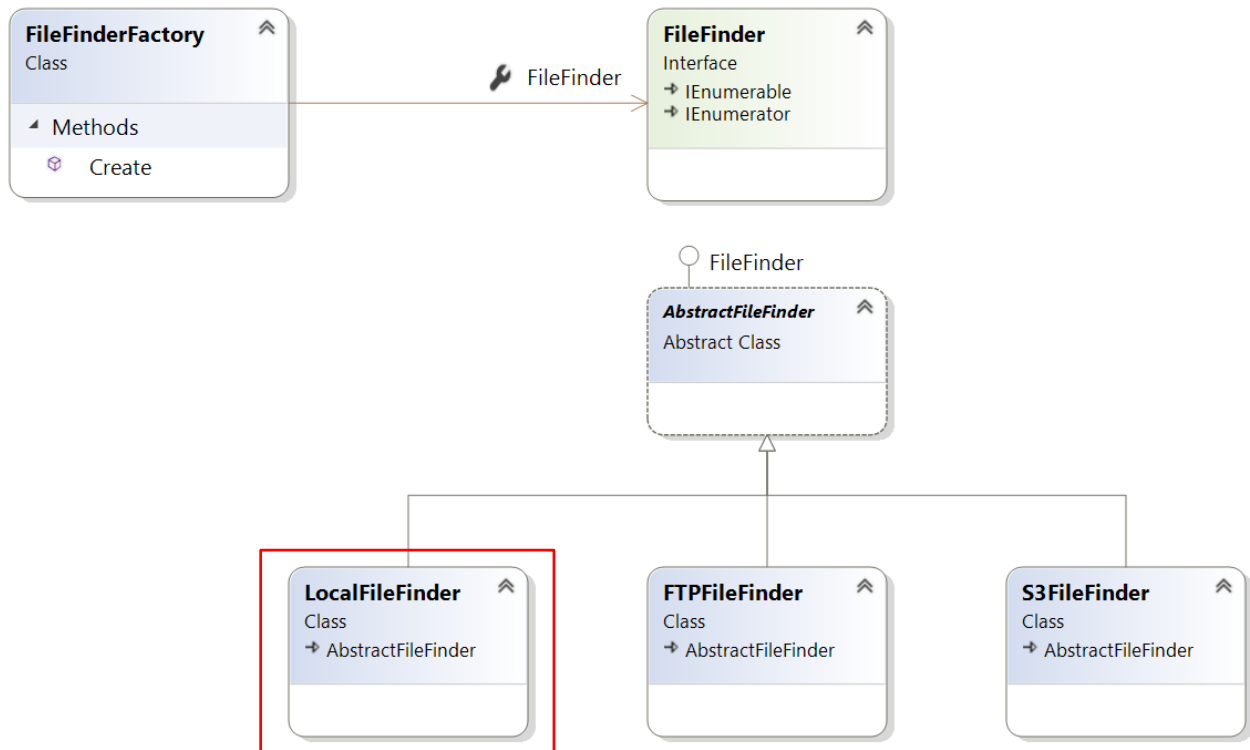 FileFinderFactory
Class
Methods
Create
FileFinder
FileFinder
Interface
IEnumerable
IEnumerator
FileFinder
AbstractFileFinder
Abstract Class
LocalFileFinder
Class
AbstractFileFinder
FTPFileFinder
Class
AbstractFileFinder
S3FileFinder
Class
AbstractFileFinder